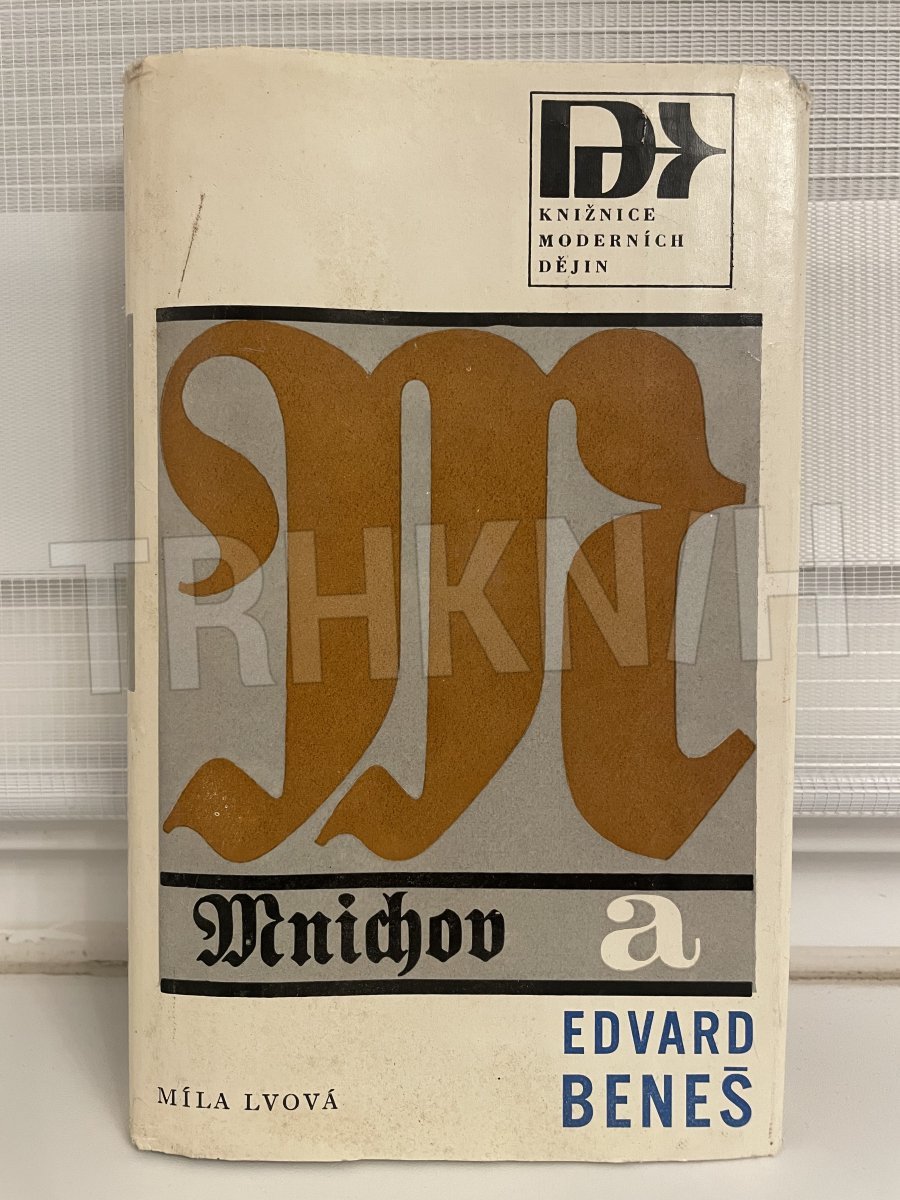 KNIŽNICE
MODERNÍCH
DĚJIN
M
TRHKNIH
Mnichov a
EDVARD
BENEŠ
MÍLA LVOVÁ